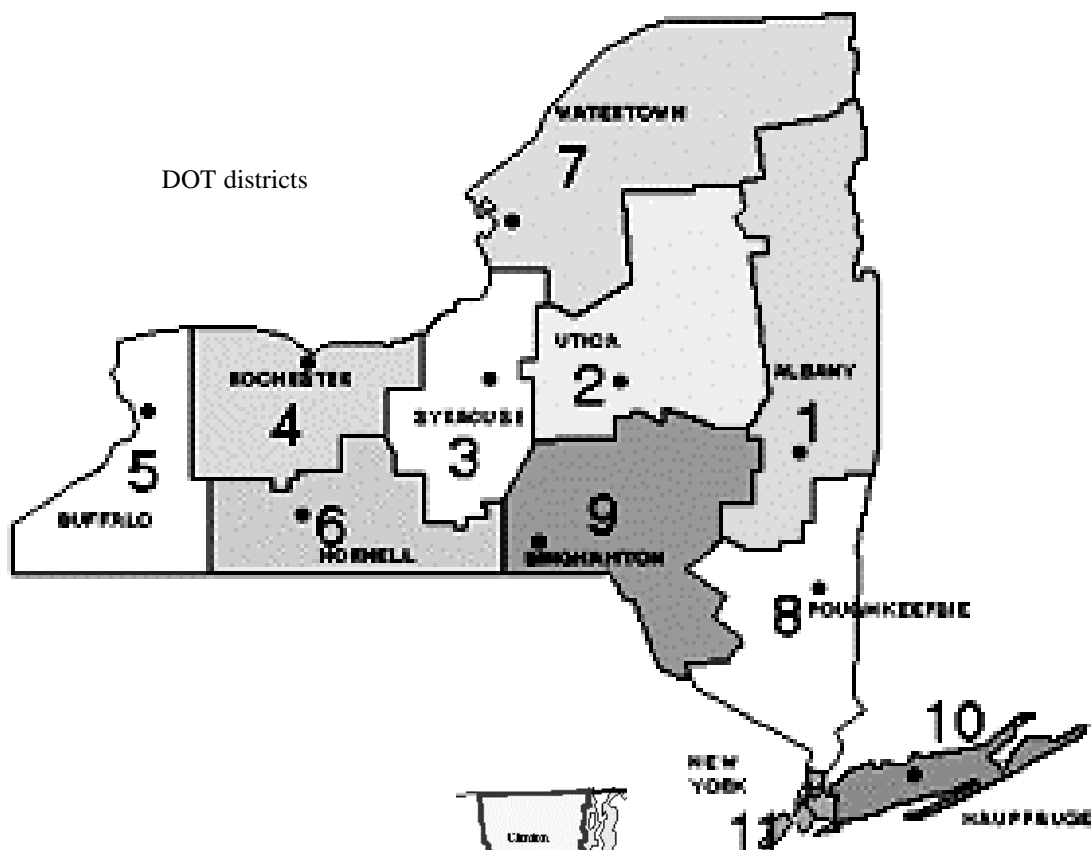 WATERTOWN
7
DOT districts
UTICA
2
ROCHESTER
4
ALBANY
1
SYRACUSE
3
5
BUFFALO
6
HORNELL
9
BINGHAMTON
8
POUGHKEEPSIE
10
NEW
YORK
11
HAUPPAUGE
Clinton